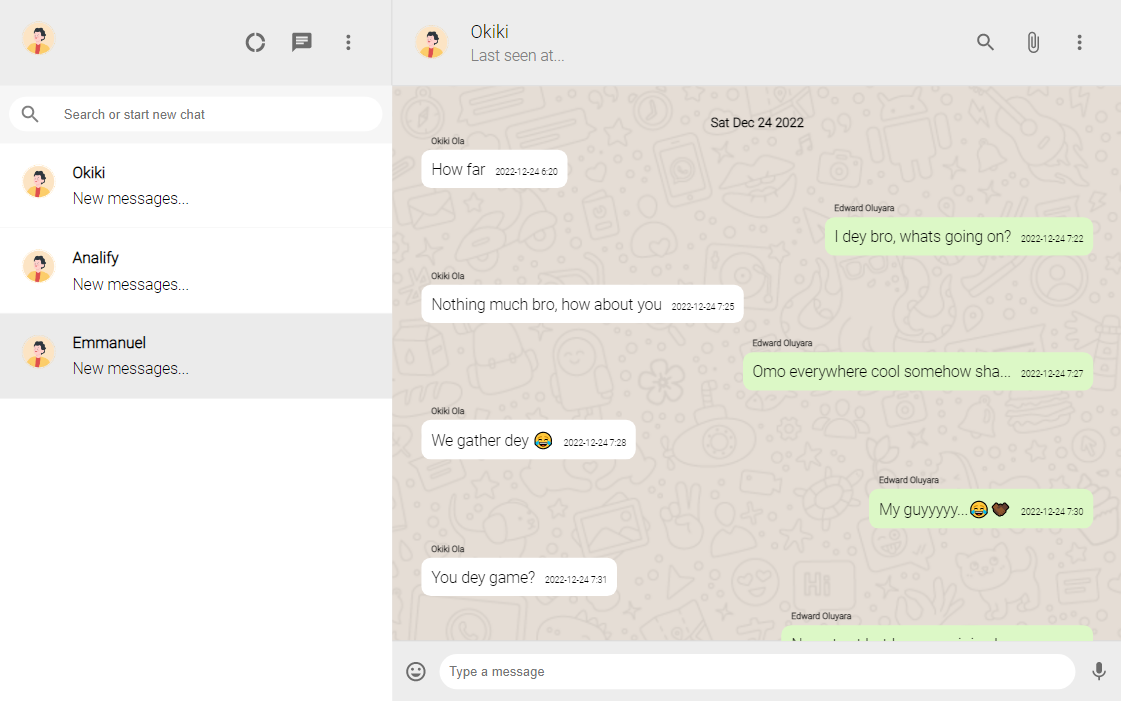 Okiki
Last seen at...
Search or start new chat
Okiki
New messages...
Analify
New messages...
Emmanuel
New messages...
Sat Dec 24 2022
Okiki Ola
How far 2022-12-24 6:20
Edward Oluyara
I dey bro, whats going on? 2022-12-24 7:22
Okiki Ola
Nothing much bro, how about you 2022-12-24 7:25
Edward Oluyara
Omo everywhere cool somehow sha... 2022-12-24 7:27
Okiki Ola
We gather dey 😂 2022-12-24 7:28
Edward Oluyara
My guyyyyy...😂🖤 2022-12-24 7:30
Okiki Ola
You dey game? 2022-12-24 7:31
Edward Oluyara
Hi
Type a message